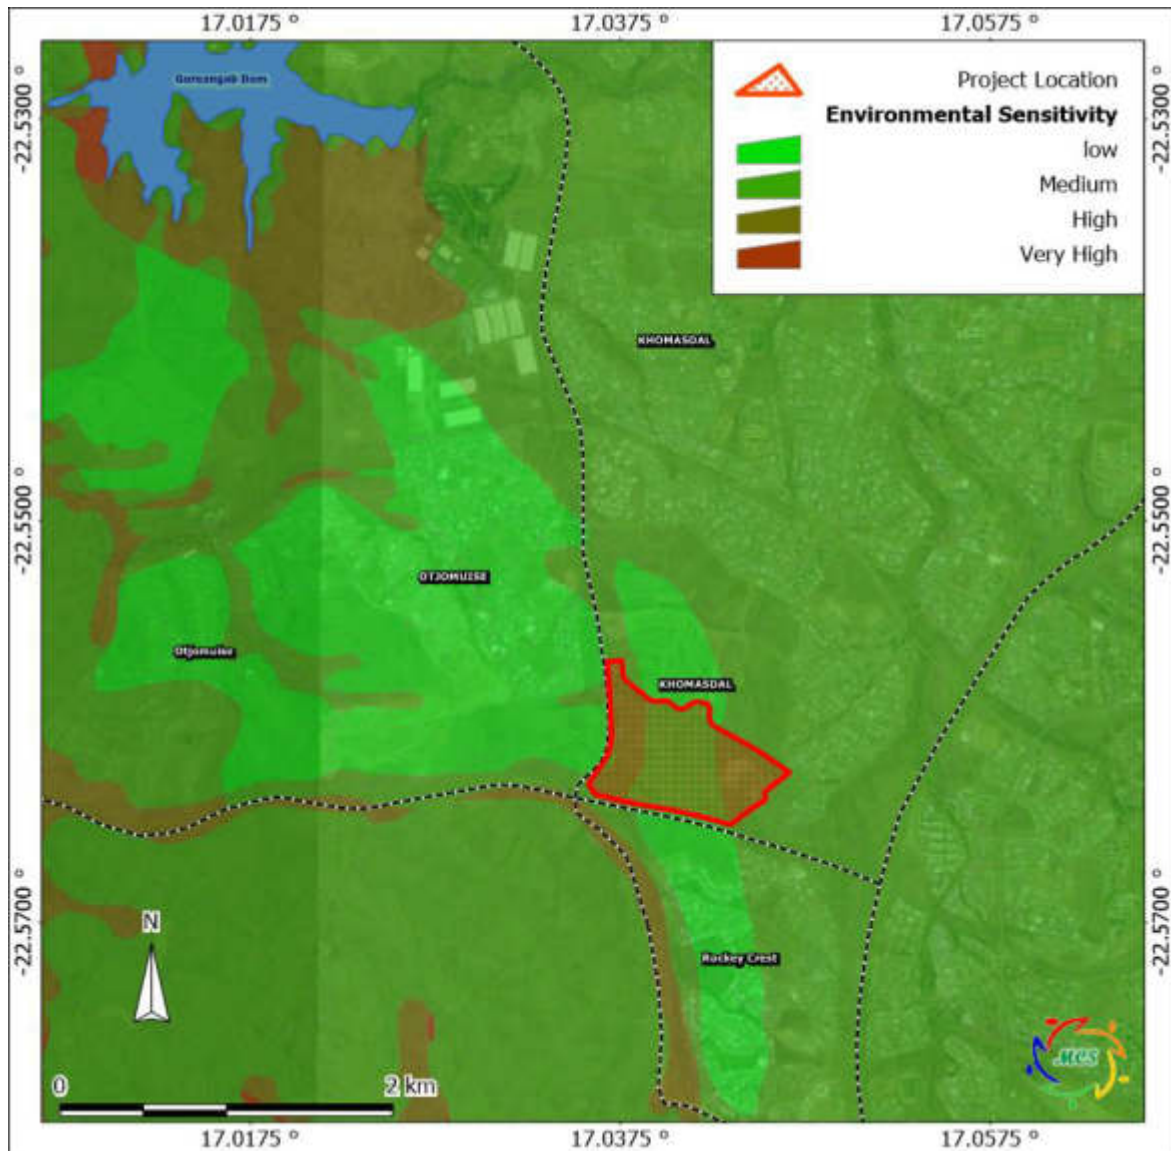 17.0175 ° 17.0375 ° 17.0575 °
Goreangab Dam
Project Location
Environmental Sensitivity
low
Medium
High
Very High
-22.5300 °
-22.5300 °
KHOMASDAL
-22.5500 °
-22.5500 °
OTJOMUISE
Otjomuise
KHOMASDAL
-22.5700 °
-22.5700 °
N
Rockey Crest
MCS
0 2 km
17.0175 ° 17.0375 ° 17.0575 °